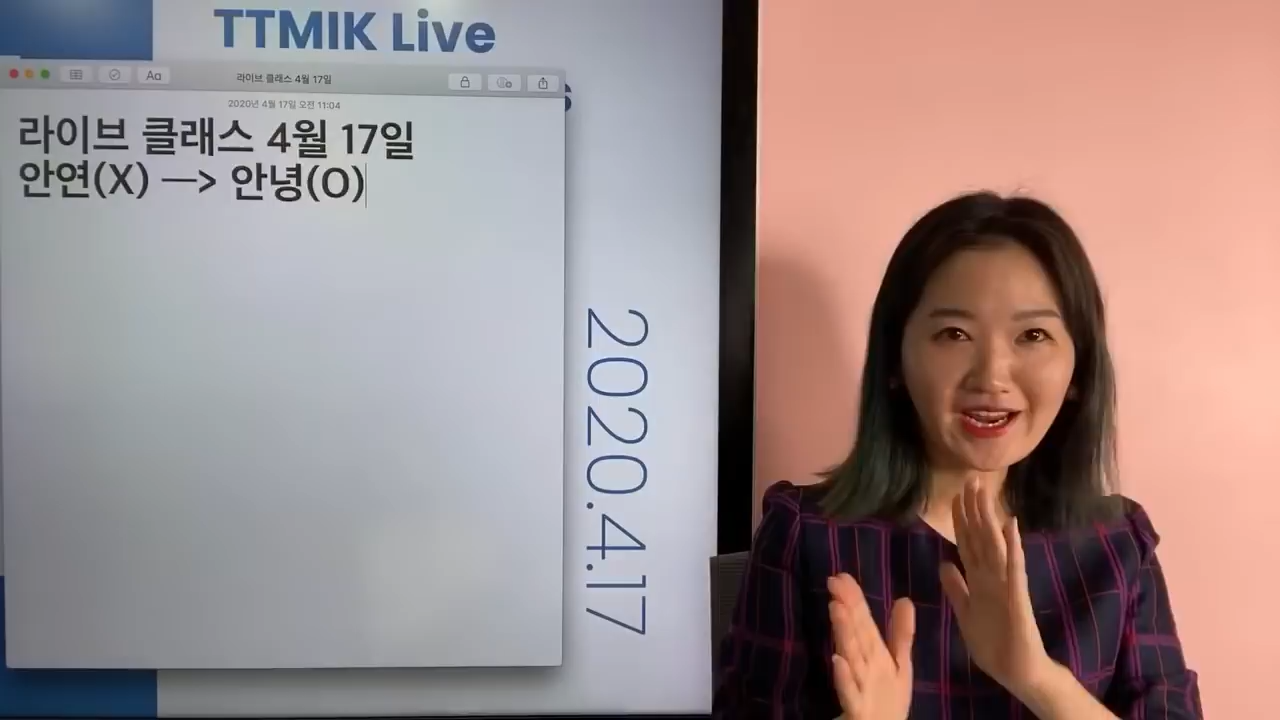 TTMIK Live
s
Aa
라이브 클래스 4월 17일
2020년 4월 17일 오전 11:04
라이브 클래스 4월 17일
안연(X) —> 안녕(O)
2020.4.17